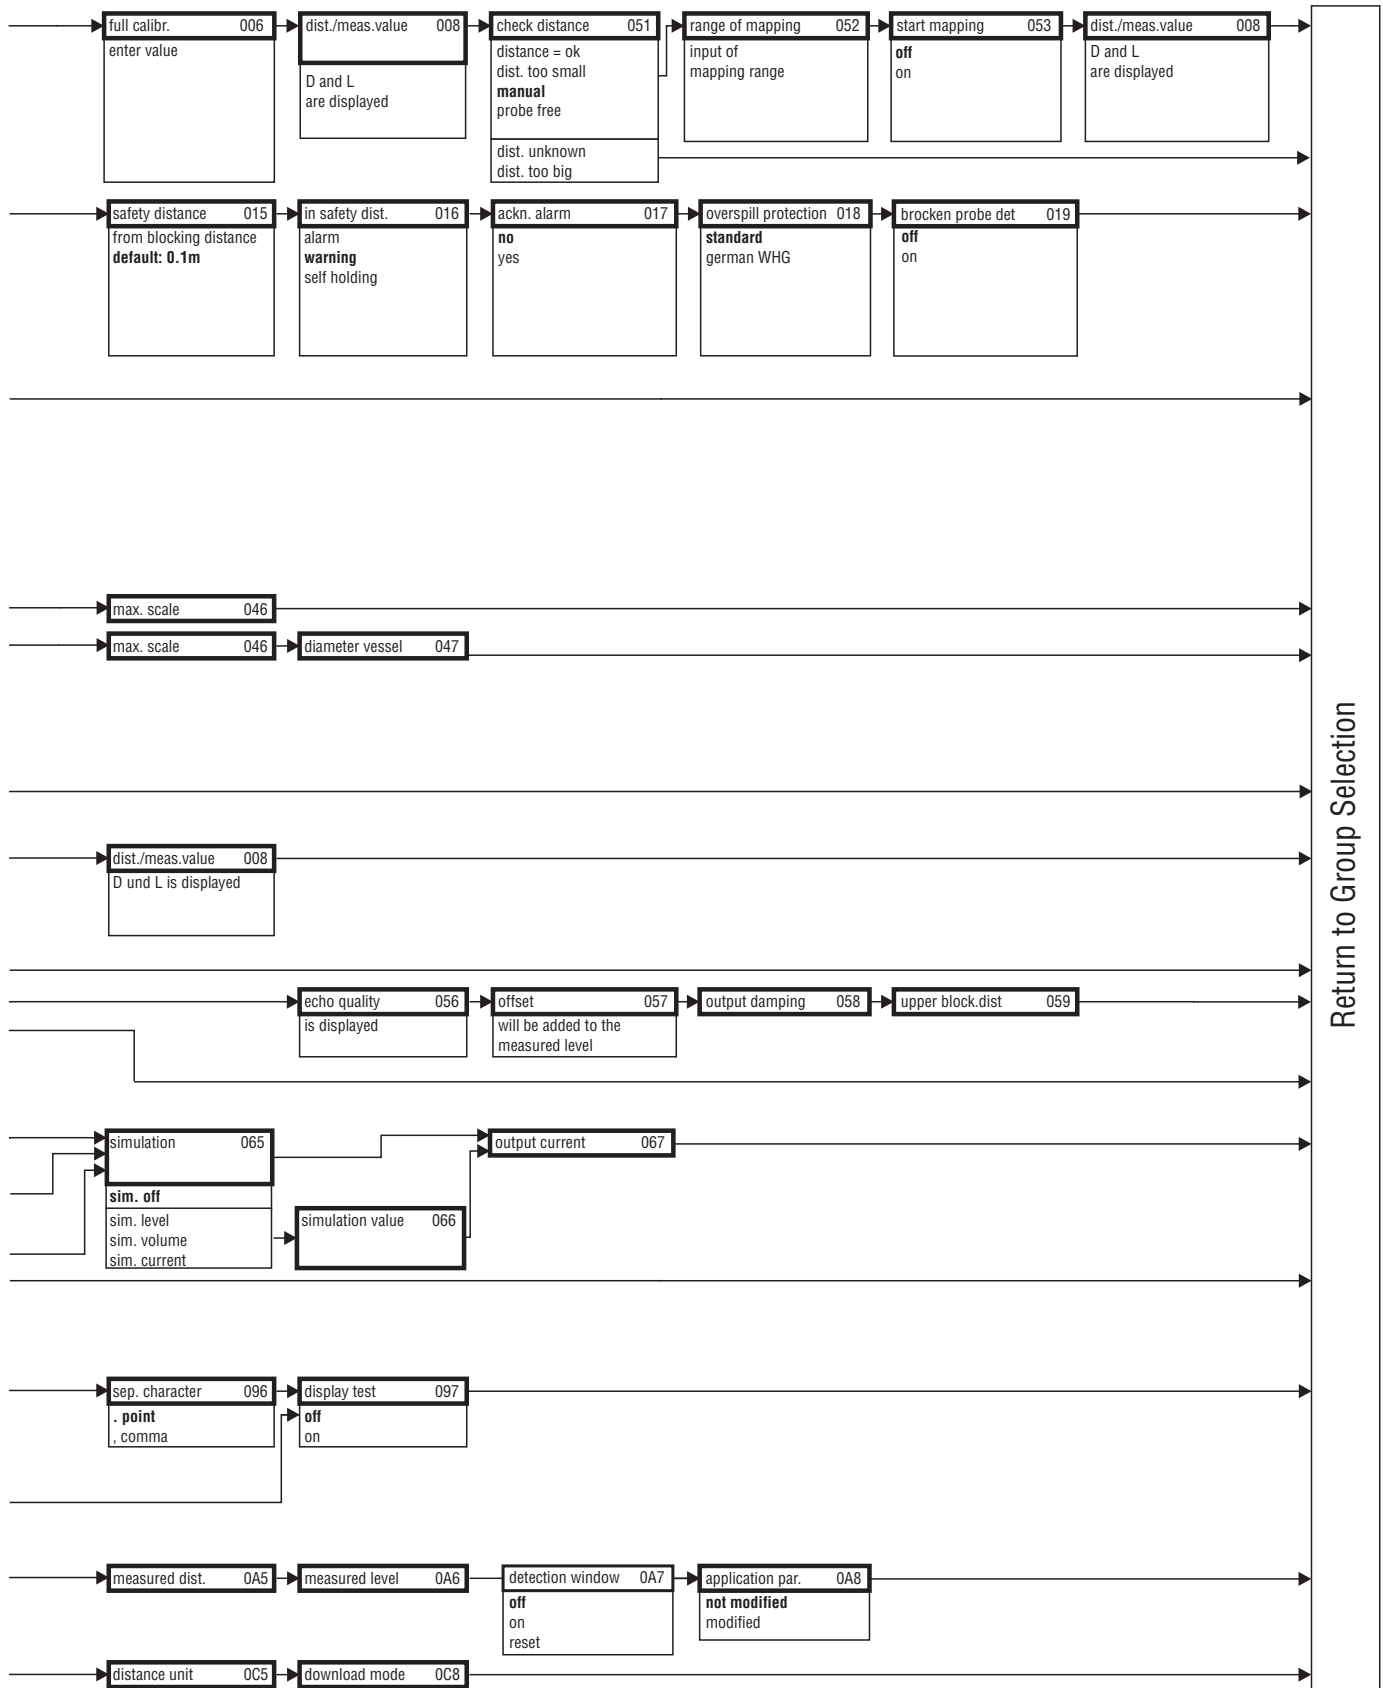 full calibr. 006
enter value
dist./meas.value 008
D and L
are displayed
check distance 051
distance = ok
dist. too small
manual
probe free
dist. unknown
dist. too big
range of mapping 052
input of
mapping range
start mapping 053
off
on
dist./meas.value 008
D and L
are displayed
safety distance 015
from blocking distance
default: 0.1m
in safety dist. 016
alarm
warning
self holding
ackn. alarm 017
no
yes
overspill protection 018
standard
german WHG
brocken probe det 019
off
on
max. scale 046
max. scale 046
diameter vessel 047
dist./meas.value 008
D und L is displayed
echo quality 056
is displayed
offset 057
will be added to the
measured level
output damping 058
upper block.dist 059
simulation 065
sim. off
sim. level
sim. volume
sim. current
simulation value 066
output current 067
sep. character 096
. point
, comma
display test 097
off
on
measured dist. 0A5
measured level 0A6
detection window 0A7
off
on
reset
application par. 0A8
not modified
modified
distance unit 0C5
download mode 0C8
Return to Group Selection